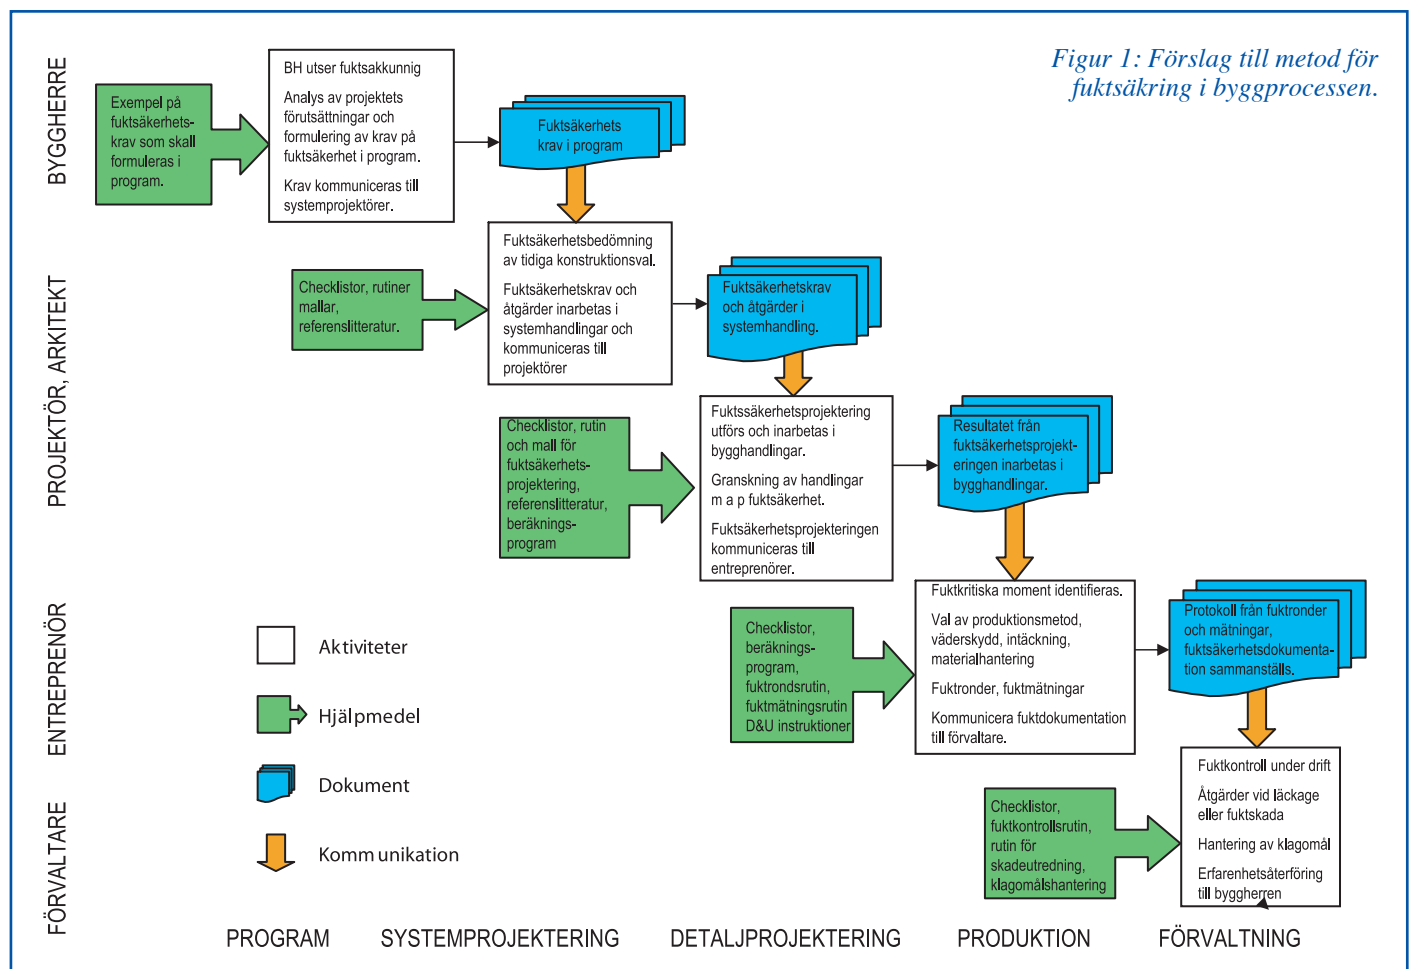 Figur 1: Förslag till metod för
fuktsäkring i byggprocessen.
BYGGHERRE
Exempel på
fuktsäkerhets-
krav som skall
formuleras i
program.
BH utser fuktsakkunnig
Analys av projektets
förutsättningar och
formulering av krav på
fuktsäkerhet i program.
Krav kommuniceras till
systemprojektörer.
Fuktsäkerhets
krav i program
PROJEKTÖR, ARKITEKT
Checklistor, rutiner
mallar,
referenslitteratur.
Fuktsäkerhetsbedömning
av tidiga konstruktionsval.
Fuktsäkerhetskrav och
åtgärder inarbetas i
systemhandlingar och
kommuniceras till
projektörer
Fuktsäkerhetskrav
och åtgärder i
systemhandling.
Checklistor, rutin
och mall för
fuktsäkerhets-
projektering,
referenslitteratur,
beräknings-
program
Fuktssäkerhetsprojektering
utförs och inarbetas i
bygghandlingar.
Granskning av handlingar
m a p fuktsäkerhet.
Fuktsäkerhetsprojekteringen
kommuniceras till
entreprenörer.
Resultatet från
fuktsäkerhetsprojekt-
eringen inarbetas i
bygghandlingar.
ENTREPRENÖR
Checklistor,
beräknings-
program,
fuktrondsrutin,
fuktmätningsrutin
D&U instruktioner
Fuktkritiska moment identifieras.
Val av produktionsmetod,
väderskydd, intäckning,
materialhantering
Fuktronder, fuktmätningar
Kommunicera fuktdokumentation
till förvaltare.
Protokoll från fuktronder
och mätningar,
fuktsäkerhetsdokumenta-
tion sammanställs.
FÖRVALTARE
Checklistor,
fuktkontrollsrutin,
rutin för
skadeutredning,
klagomålshantering
Fuktkontroll under drift
Åtgärder vid läckage
eller fuktskada
Hantering av klagomål
Erfarenhetsåterföring
till byggherren
Aktiviteter
Hjälpmedel
Dokument
Kommunikation
PROGRAM
SYSTEMPROJEKTERING
DETALJPROJEKTERING
PRODUKTION
FÖRVALTNING